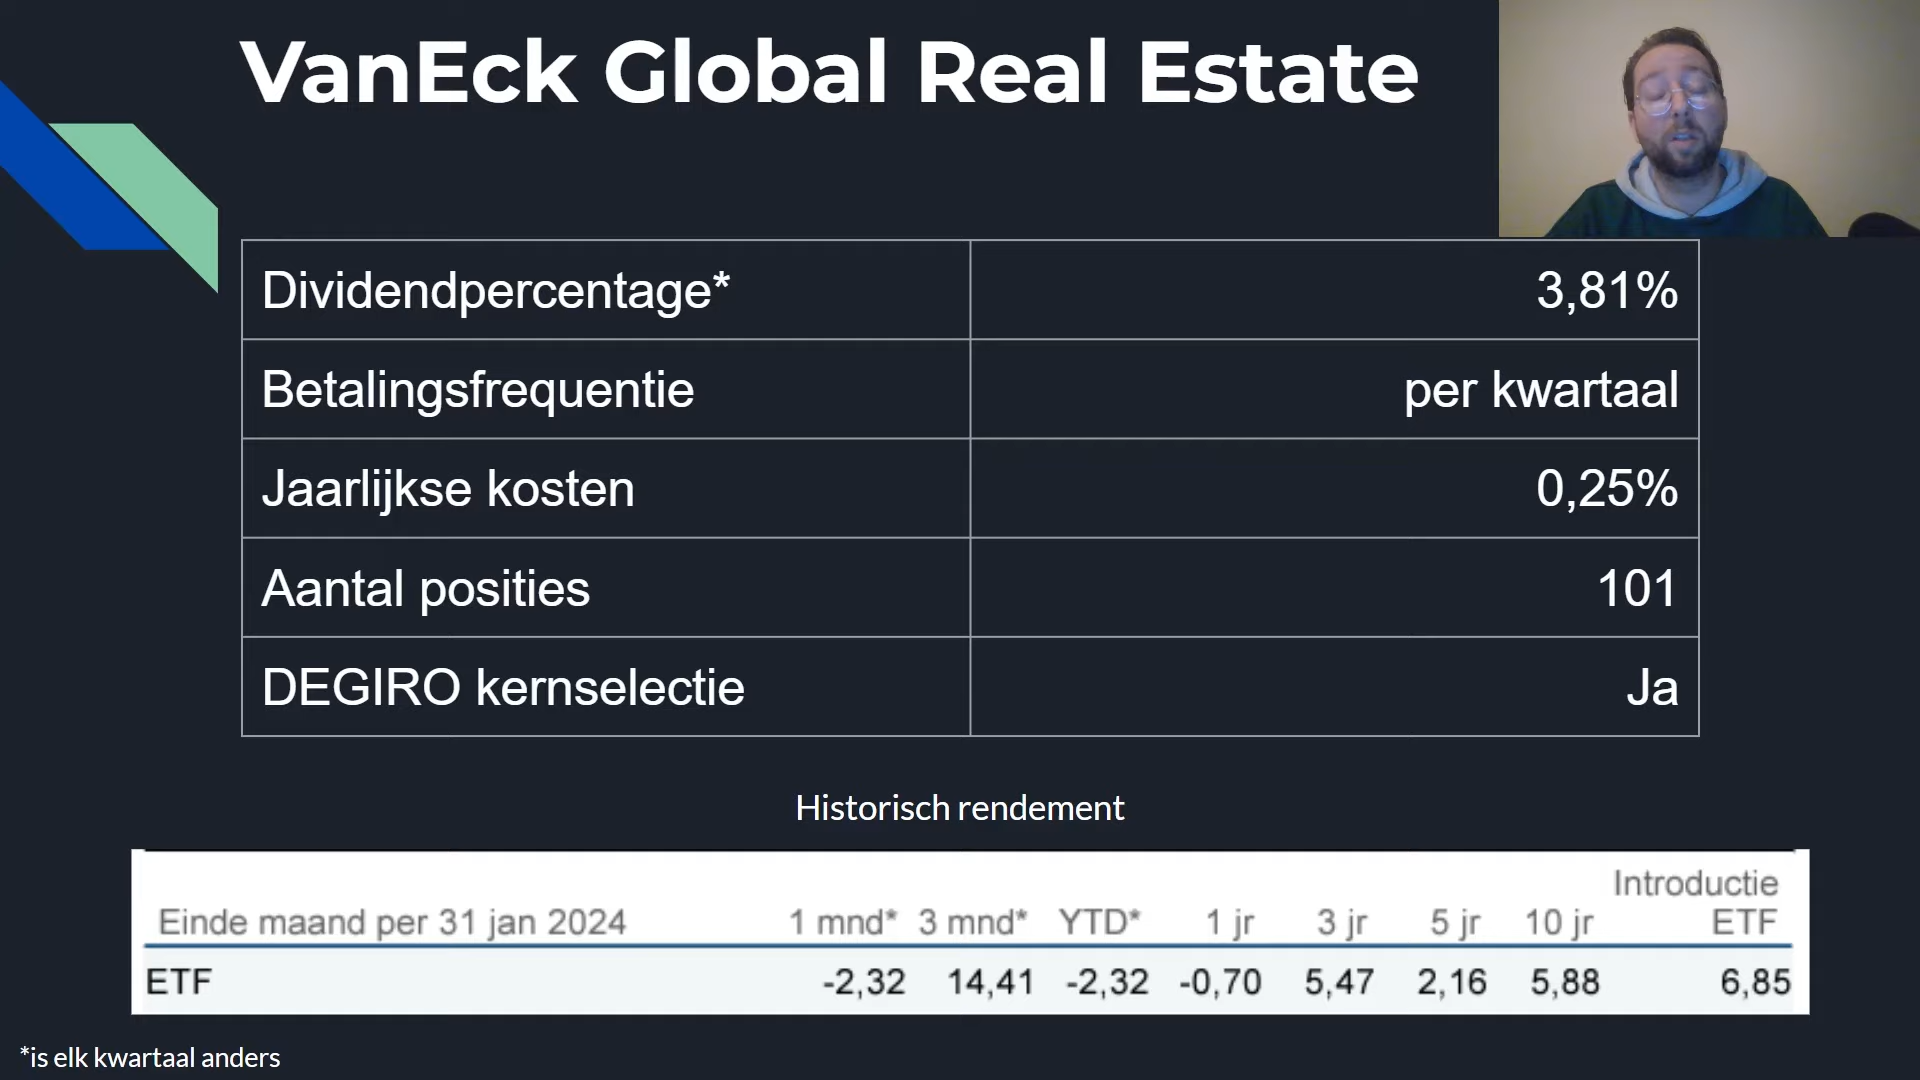 VanEck Global Real Estate
Dividendpercentage* 3,81%
Betalingsfrequentie per kwartaal
Jaarlijkse kosten 0,25%
Aantal posities 101
DEGIRO kernselectie Ja
Historisch rendement
Introductie
Einde maand per 31 jan 2024 1 mnd* 3 mnd* YTD* 1 jr 3 jr 5 jr 10 jr ETF
ETF -2,32 14,41 -2,32 -0,70 5,47 2,16 5,88 6,85
*is elk kwartaal anders